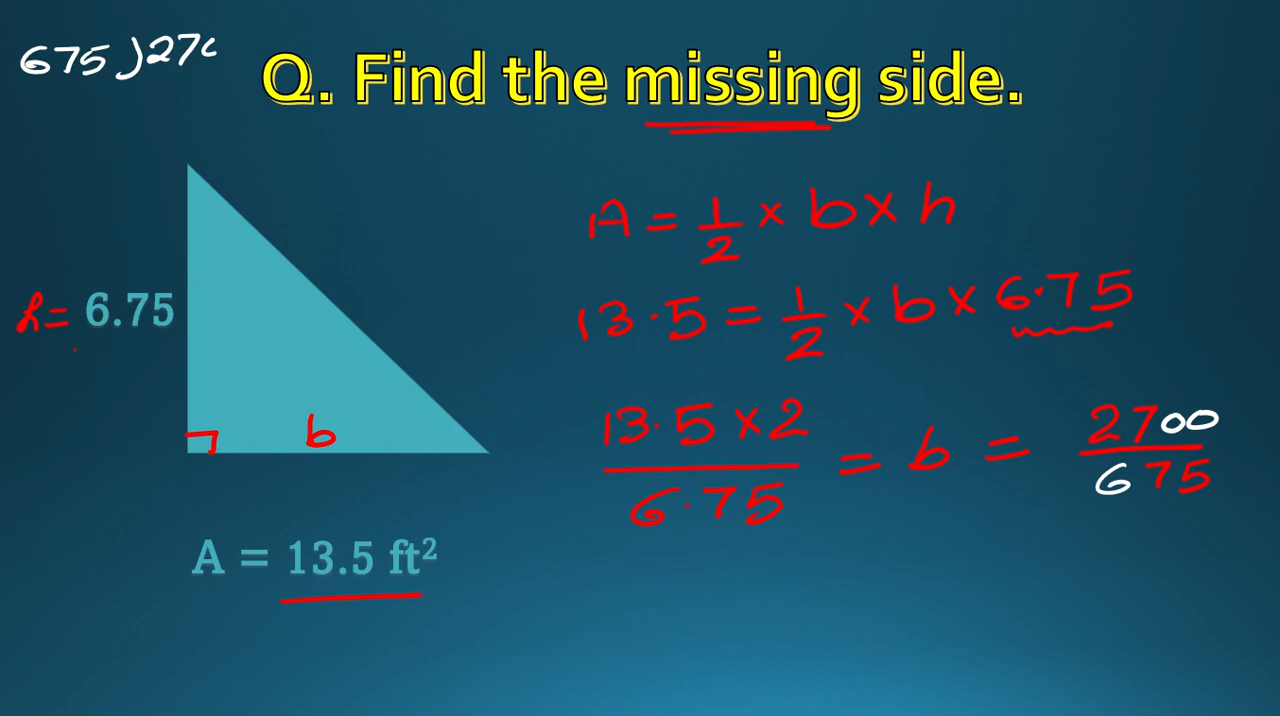 675)270
Q. Find the missing side.
A = 1/2 × b × h
h = 6.75
13.5 = 1/2 × b × 6.75
b
13.5 × 2 / 6.75 = b = 2700 / 675
A = 13.5 ft²